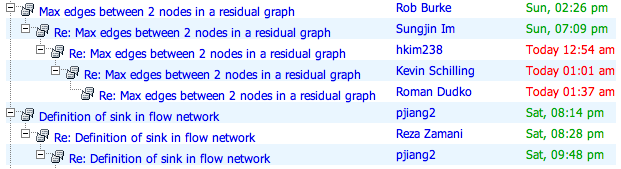 Max edges between 2 nodes in a residual graph Rob Burke Sun, 02:26 pm
Re: Max edges between 2 nodes in a residual graph Sungjin Im Sun, 07:09 pm
Re: Max edges between 2 nodes in a residual graph hkim238 Today 12:54 am
Re: Max edges between 2 nodes in a residual graph Kevin Schilling Today 01:01 am
Re: Max edges between 2 nodes in a residual graph Roman Dudko Today 01:37 am
Definition of sink in flow network pjiang2 Sat, 08:14 pm
Re: Definition of sink in flow network Reza Zamani Sat, 08:28 pm
Re: Definition of sink in flow network pjiang2 Sat, 09:48 pm